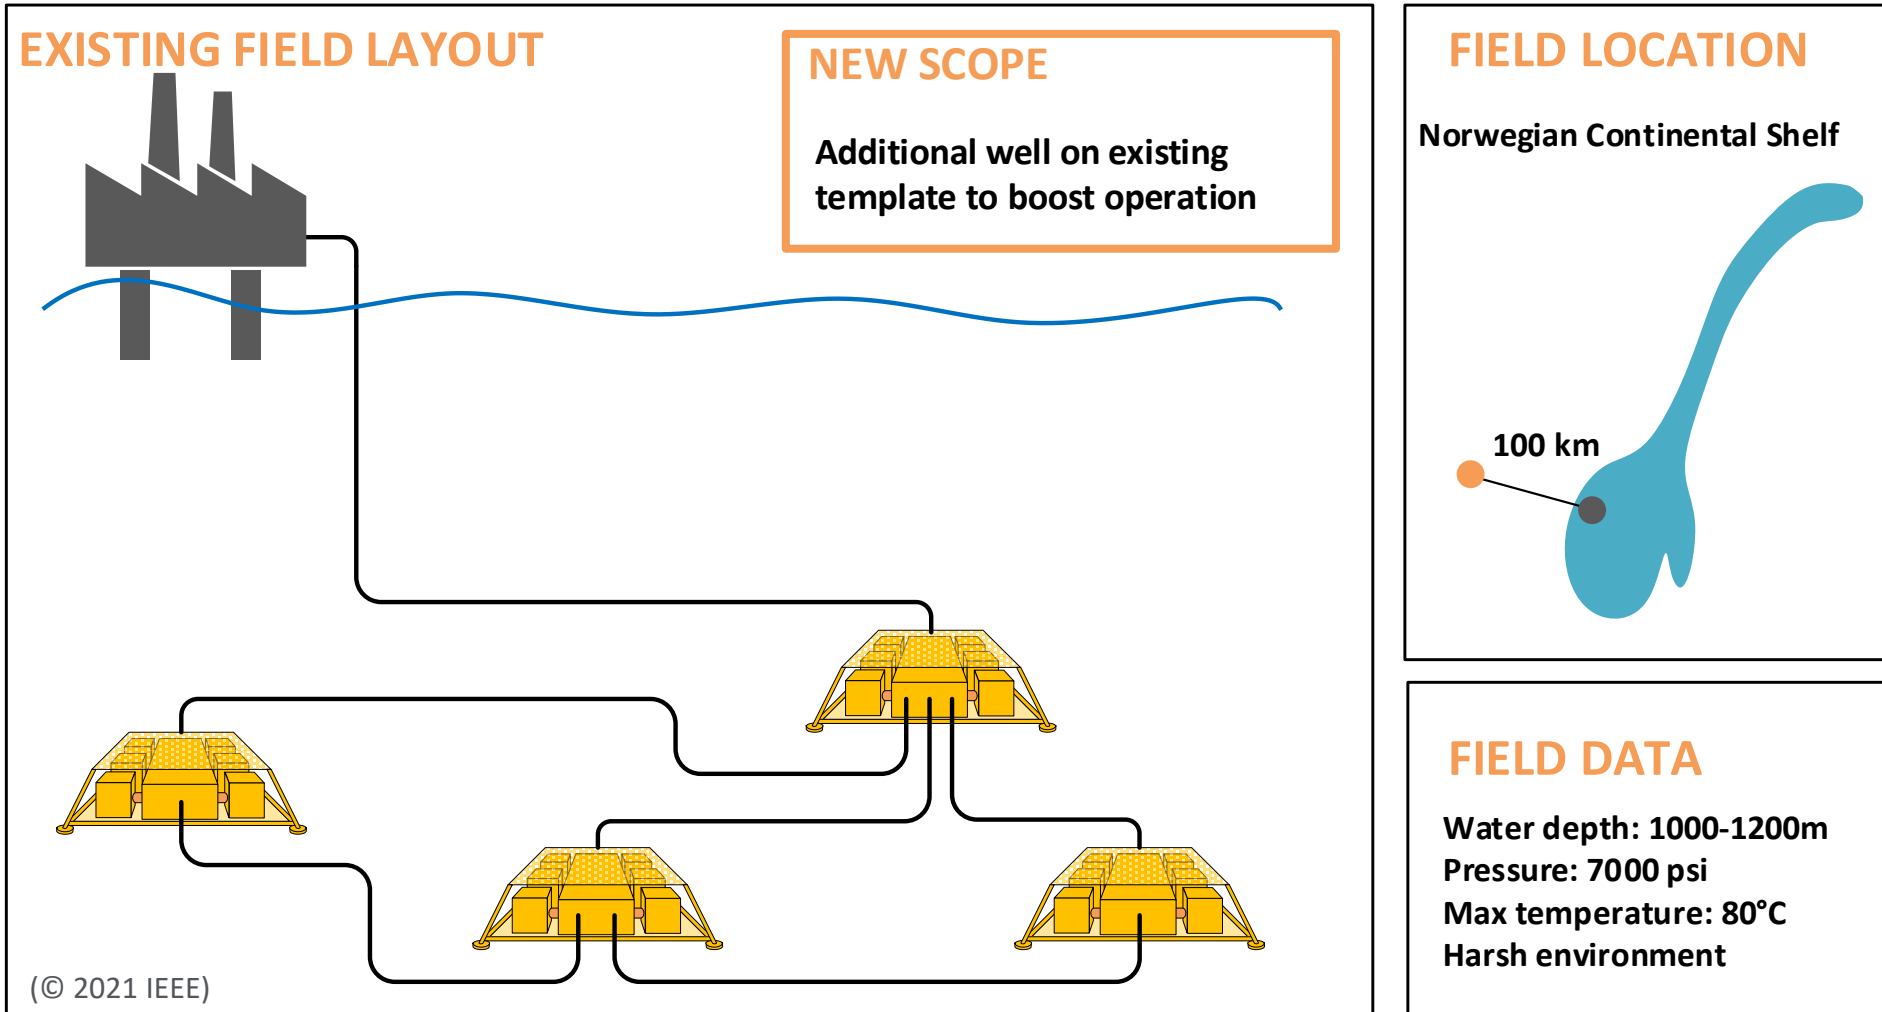 EXISTING FIELD LAYOUT
NEW SCOPE
Additional well on existing
template to boost operation
(© 2021 IEEE)
FIELD LOCATION
Norwegian Continental Shelf
100 km
FIELD DATA
Water depth: 1000-1200m
Pressure: 7000 psi
Max temperature: 80°C
Harsh environment